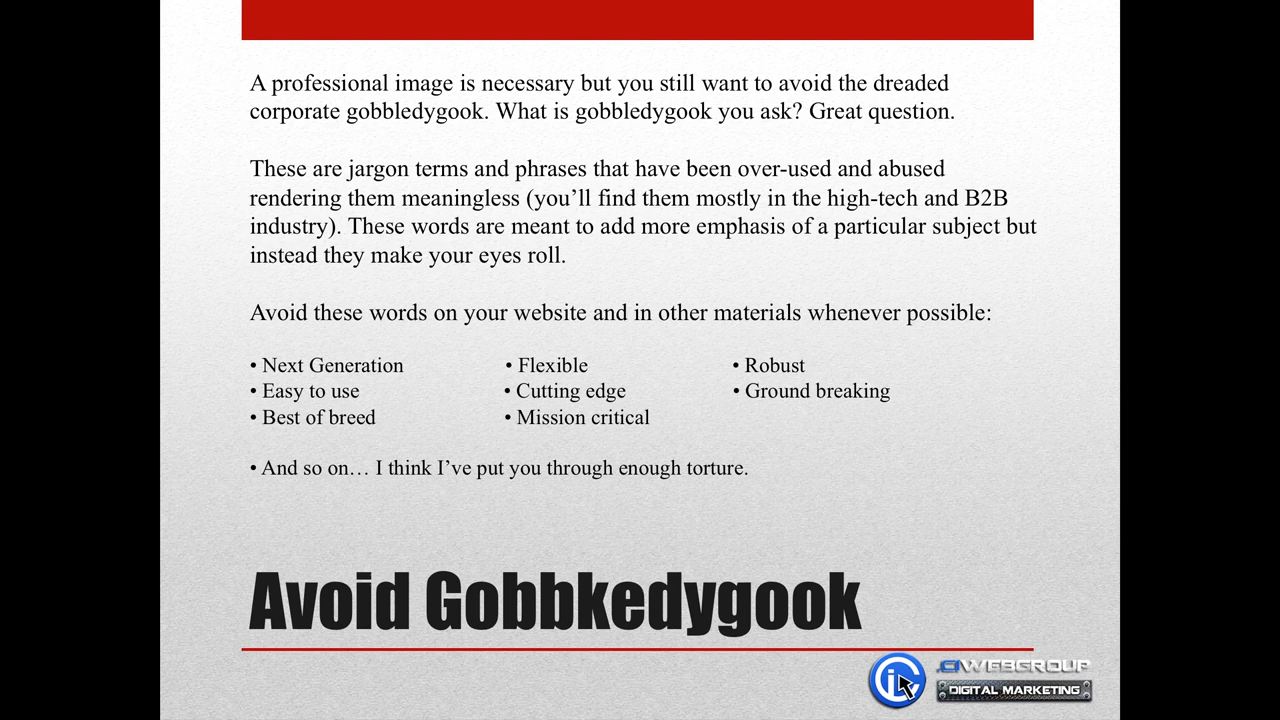 A professional image is necessary but you still want to avoid the dreaded
corporate gobbledygook. What is gobbledygook you ask? Great question.
These are jargon terms and phrases that have been over-used and abused
rendering them meaningless (you’ll find them mostly in the high-tech and B2B
industry). These words are meant to add more emphasis of a particular subject but
instead they make your eyes roll.
Avoid these words on your website and in other materials whenever possible:
• Next Generation • Flexible • Robust
• Easy to use • Cutting edge • Ground breaking
• Best of breed • Mission critical
• And so on… I think I’ve put you through enough torture.
Avoid Gobbkedygook
CIWEBGROUP
DIGITAL MARKETING